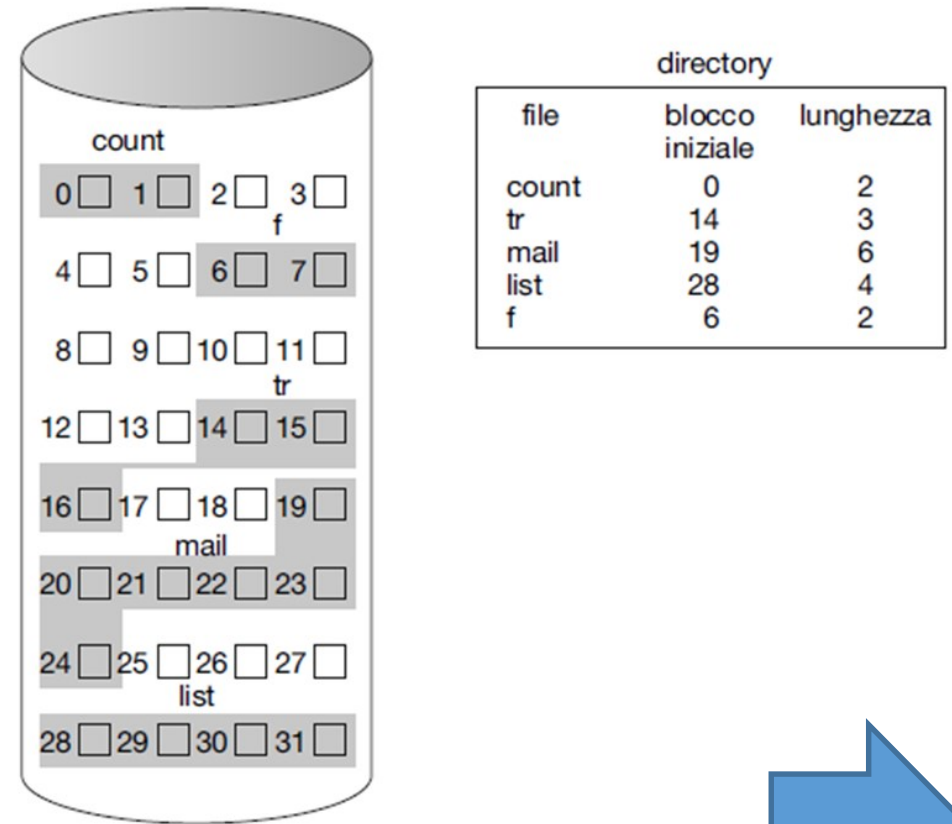 count
0 1 2 3
f
4 5 6 7
8 9 10 11
tr
12 13 14 15
16 17 18 19
mail
20 21 22 23
24 25 26 27
list
28 29 30 31
directory
file blocco lunghezza
iniziale
count 0 2
tr 14 3
mail 19 6
list 28 4
f 6 2